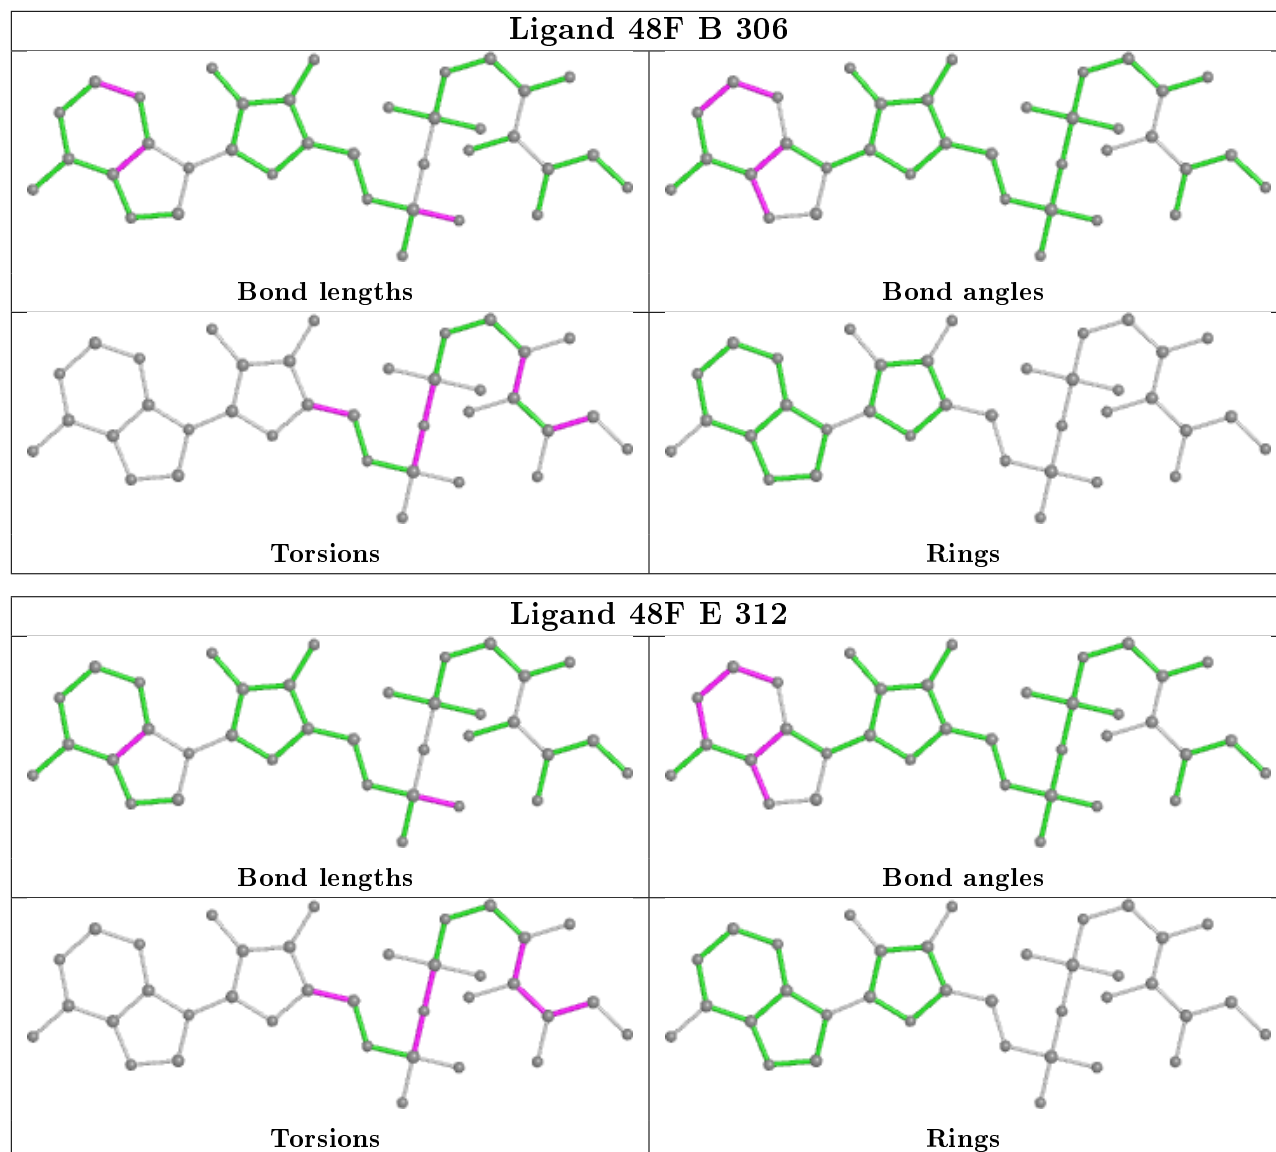 Ligand 48F B 306
Bond lengths
Bond angles
Torsions
Rings
Ligand 48F E 312
Bond lengths
Bond angles
Torsions
Rings